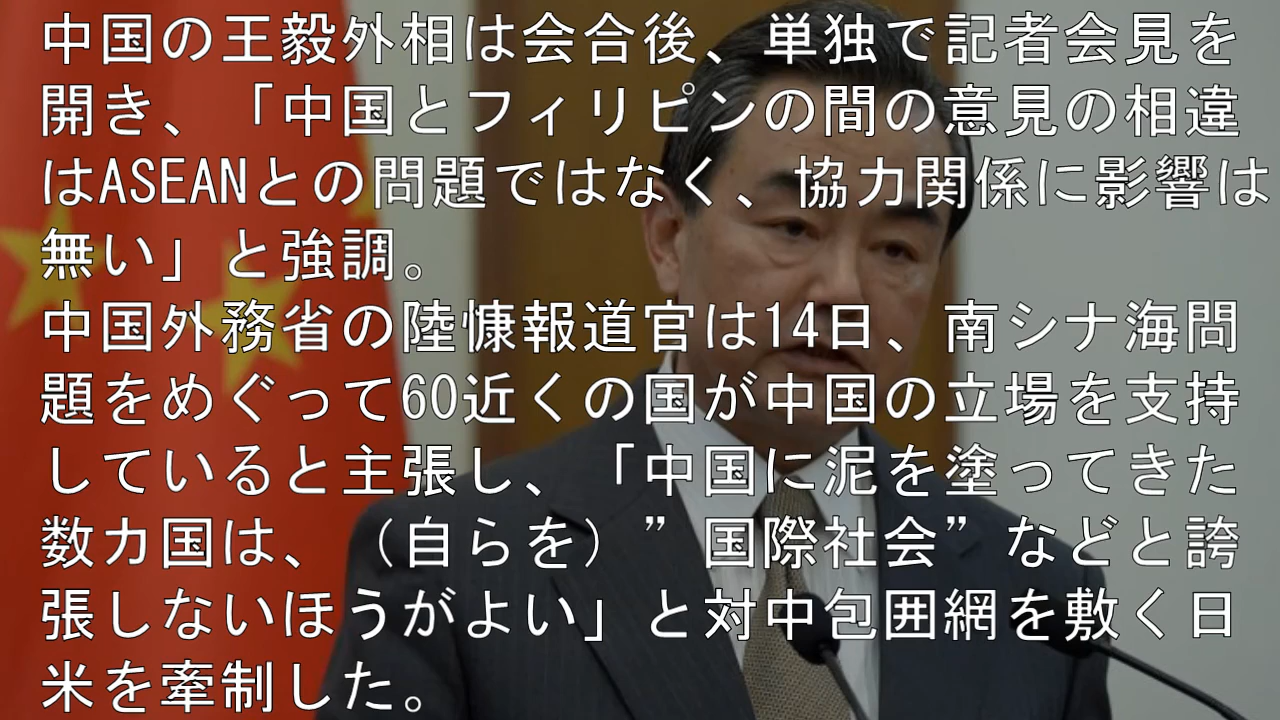 中国の王毅外相は会合後、単独で記者会見を
開き、「中国とフィリピンの間の意見の相違
はASEANとの問題ではなく、協力関係に影響は
無い」と強調。
中国外務省の陸慷報道官は14日、南シナ海問
題をめぐって60近くの国が中国の立場を支持
していると主張し、「中国に泥を塗ってきた
数カ国は、（自らを）”国際社会”などと誇
張しないほうがよい」と対中包囲網を敷く日
米を牽制した。